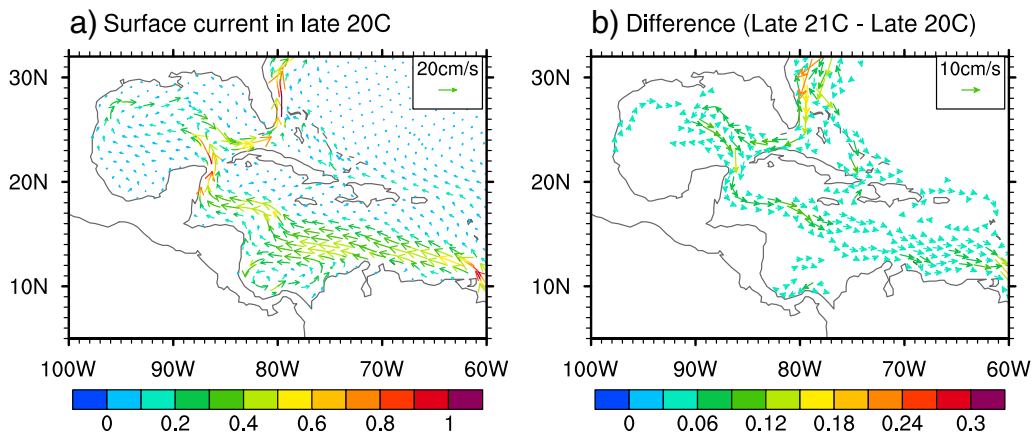 a) Surface current in late 20C
20cm/s
30N
20N
10N
100W 90W 80W 70W 60W
0 0.2 0.4 0.6 0.8 1
b) Difference (Late 21C - Late 20C)
10cm/s
30N
20N
10N
100W 90W 80W 70W 60W
0 0.06 0.12 0.18 0.24 0.3